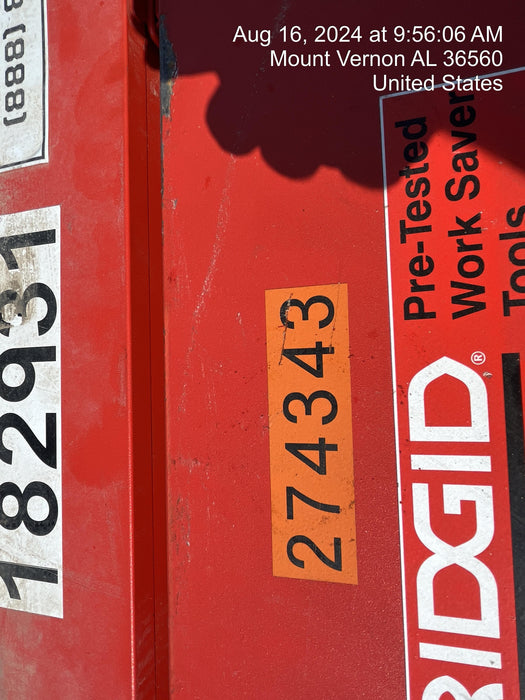 Aug 16, 2024 at 9:56:06 AM
Mount Vernon AL 36560
United States
(888)
182931
274343
Pre-Tested
Work Saver
Tools
RIDGID®